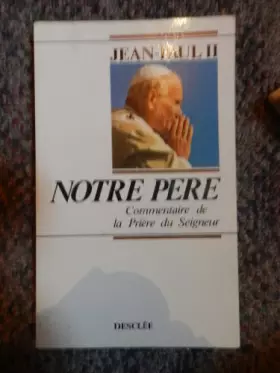 JEAN-PAUL II
NOTRE PERE
Commentaire de
la Prière du Seigneur
DESCLÉE